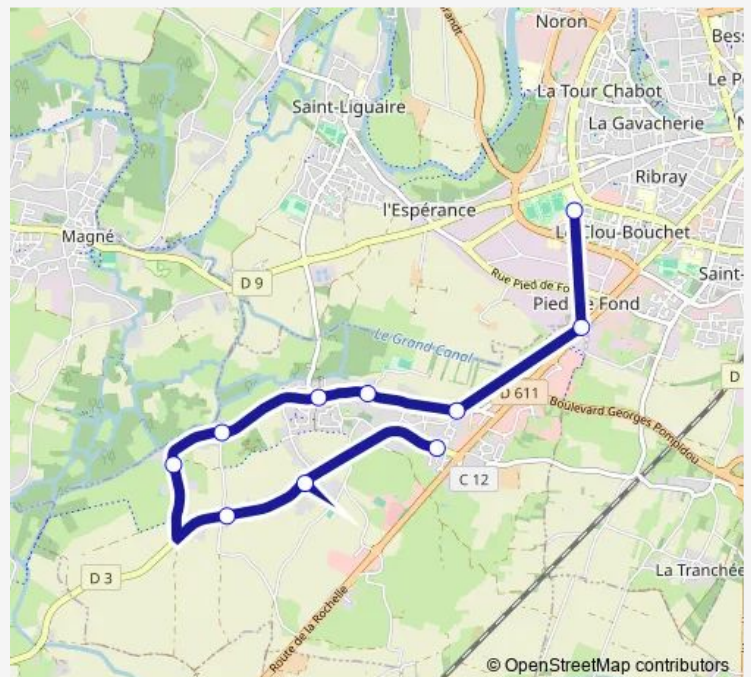 Noron
Bess
La Tour Chabot
Le P
Saint-Liguaire
La Gavacherie
Ribray
l'Espérance
Le Clou-Bouchet
Magné
Rue Pied de Fo
Saint-
D 9
Pied de Fond
Le Grand Canal
D 611
D
Boulevard Georges Pompidou
C 12
La Tranchée
D 3
Route de la Rochelle
© OpenStreetMap contributors